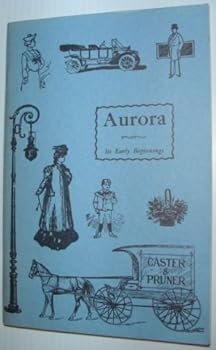 Aurora
Its Early Beginnings
CASTER
&
PRUNER